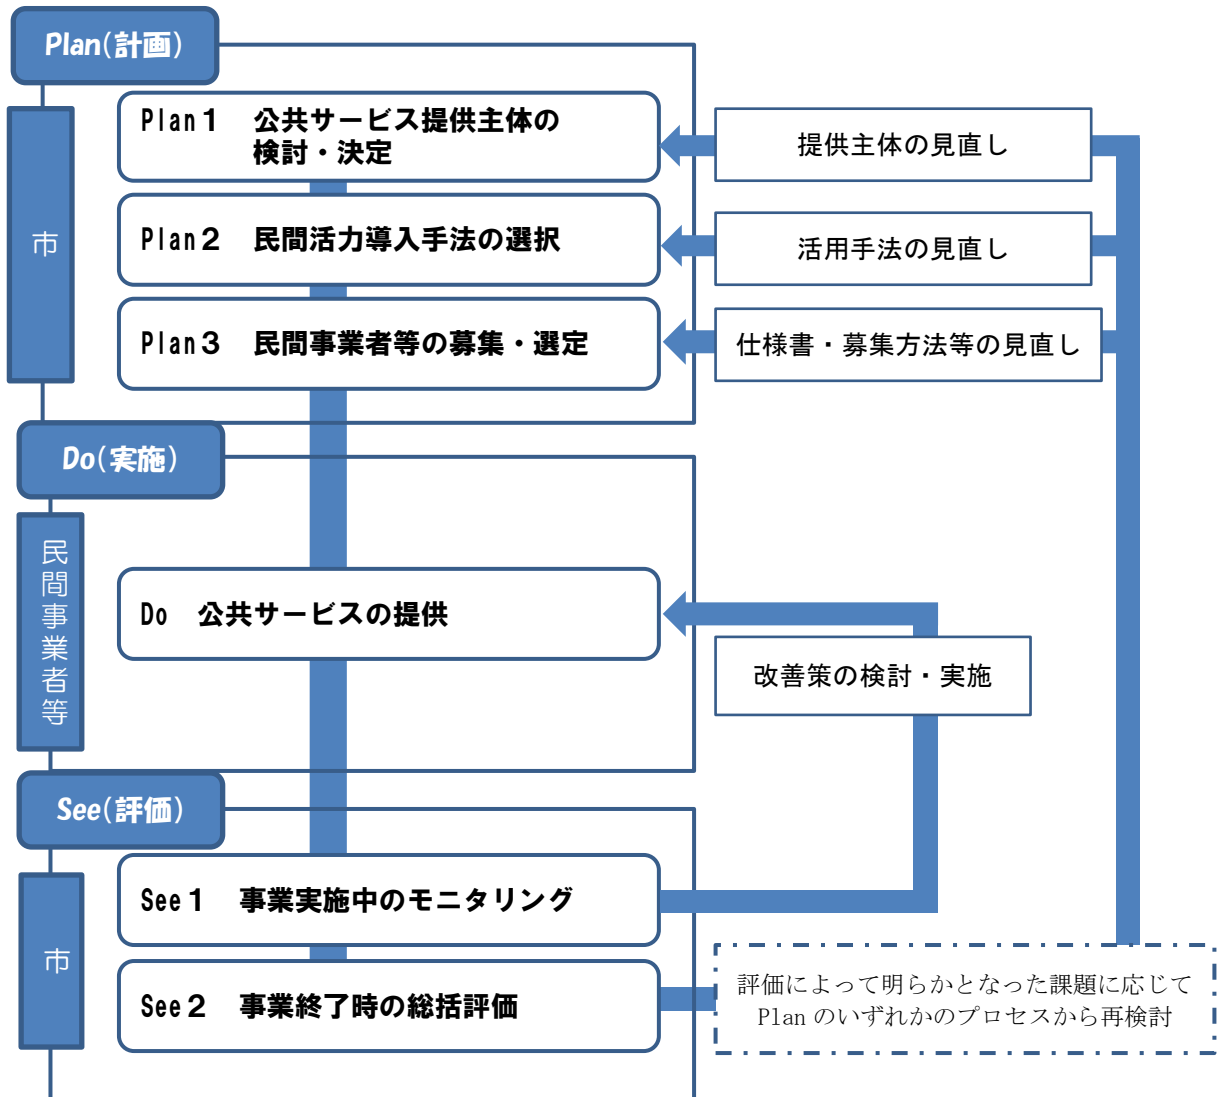 Plan(計画)
市
Plan１　公共サービス提供主体の
検討・決定
提供主体の見直し
Plan２　民間活力導入手法の選択
活用手法の見直し
Plan３　民間事業者等の募集・選定
仕様書・募集方法等の見直し
Do(実施)
民間事業者等
Do　公共サービスの提供
改善策の検討・実施
See(評価)
市
See１　事業実施中のモニタリング
See２　事業終了時の総括評価
評価によって明らかとなった課題に応じて
Plan のいずれかのプロセスから再検討